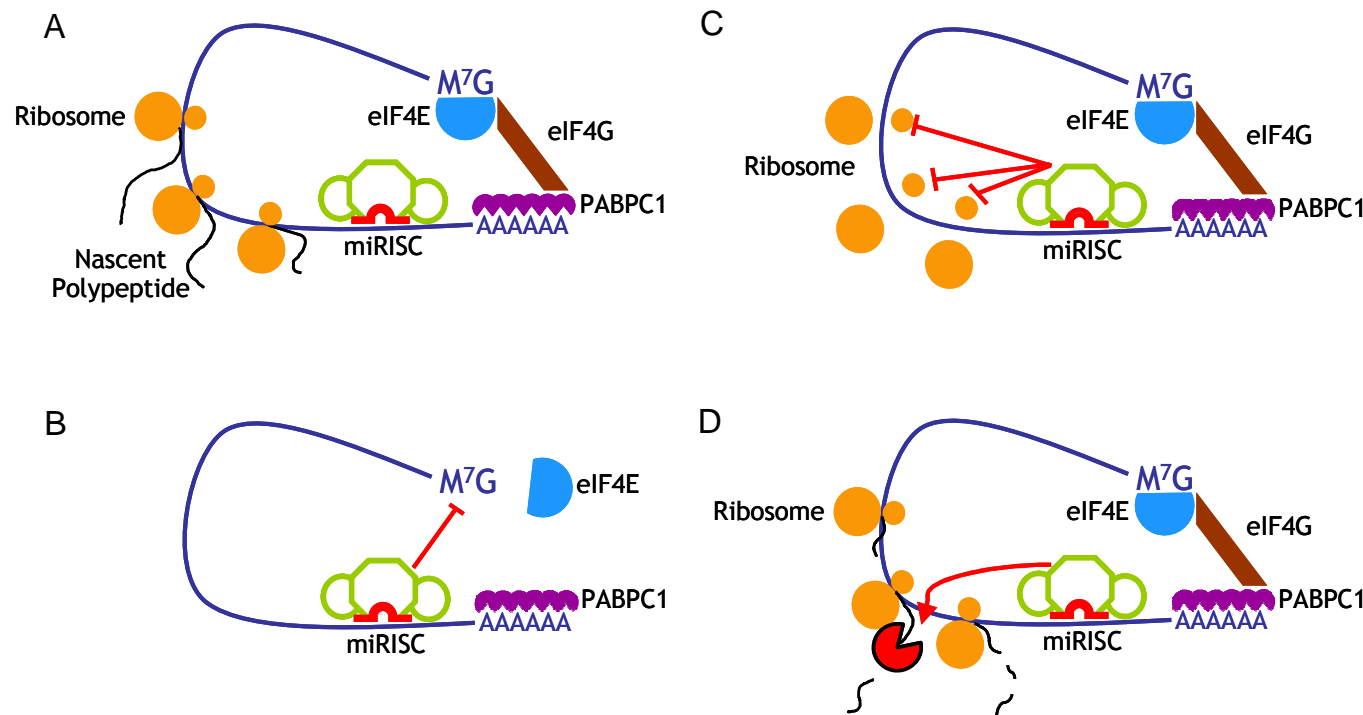 A
M⁷G
Ribosome
eIF4E
eIF4G
PABPC1
AAAAAA
miRISC
Nascent
Polypeptide
B
M⁷G
eIF4E
PABPC1
AAAAAA
miRISC
C
M⁷G
eIF4E
eIF4G
Ribosome
PABPC1
AAAAAA
miRISC
D
M⁷G
Ribosome
eIF4E
eIF4G
PABPC1
AAAAAA
miRISC